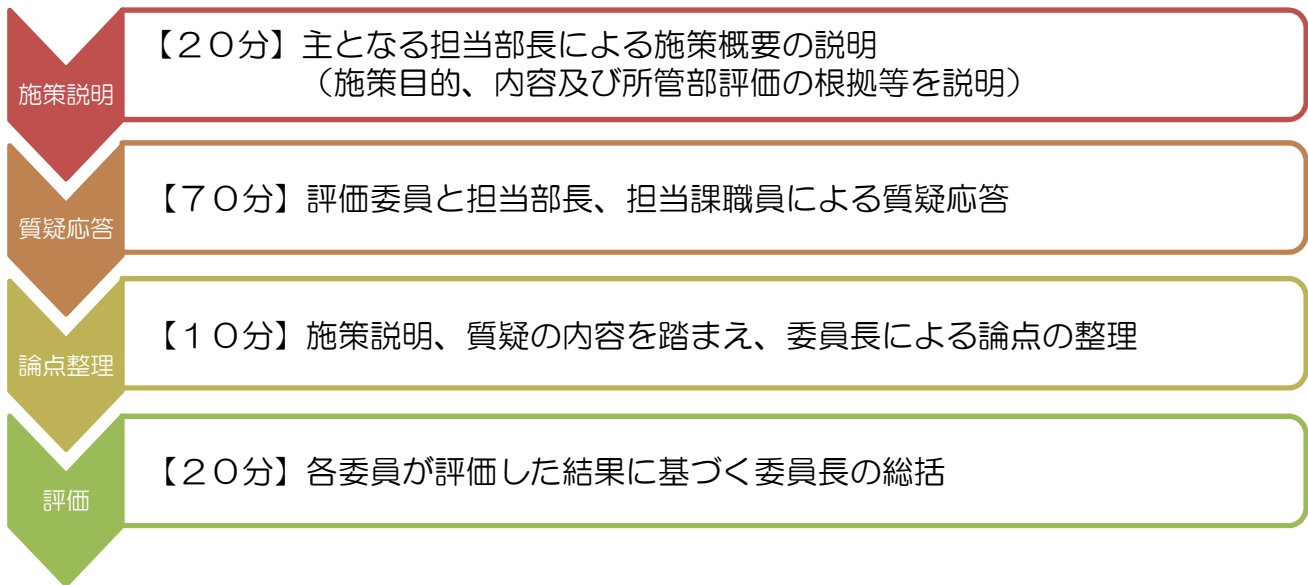 施策説明
【２０分】主となる担当部長による施策概要の説明
（施策目的、内容及び所管部評価の根拠等を説明）
質疑応答
【７０分】評価委員と担当部長、担当課職員による質疑応答
論点整理
【１０分】施策説明、質疑の内容を踏まえ、委員長による論点の整理
評価
【２０分】各委員が評価した結果に基づく委員長の総括